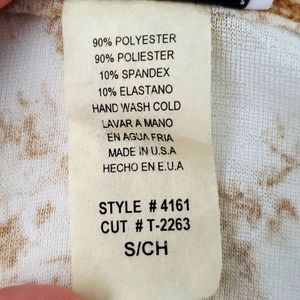 90% POLYESTER
90% POLIESTER
10% SPANDEX
10% ELASTANO
HAND WASH COLD
LAVAR A MANO
EN AGUA FRIA
MADE IN U.S.A
HECHO EN E.U.A
STYLE # 4161
CUT # T-2263
S/CH